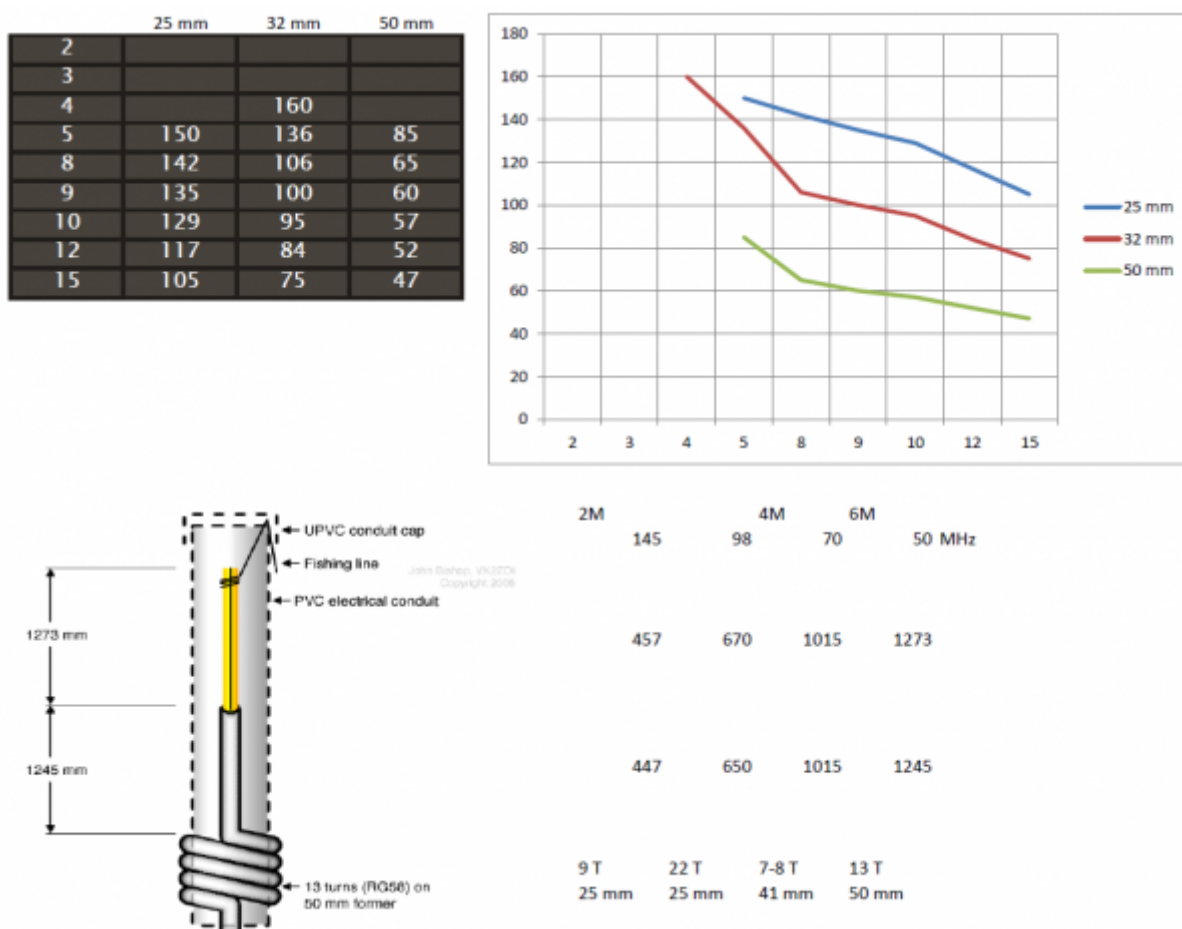 25 mm 32 mm 50 mm
2
3
4 160
5 150 136 85
8 142 106 65
9 135 100 60
10 129 95 57
12 117 84 52
15 105 75 47
180
160
140
120
100
80
60
40
20
0
2 3 4 5 8 9 10 12 15
25 mm
32 mm
50 mm
UPVC conduit cap
Fishing line
John Bishop, VK2ZOI
Copyright 2006
PVC electrical conduit
1273 mm
1245 mm
13 turns (RG58) on
50 mm former
2M 4M 6M
145 98 70 50 MHz
457 670 1015 1273
447 650 1015 1245
9 T 22 T 7-8 T 13 T
25 mm 25 mm 41 mm 50 mm